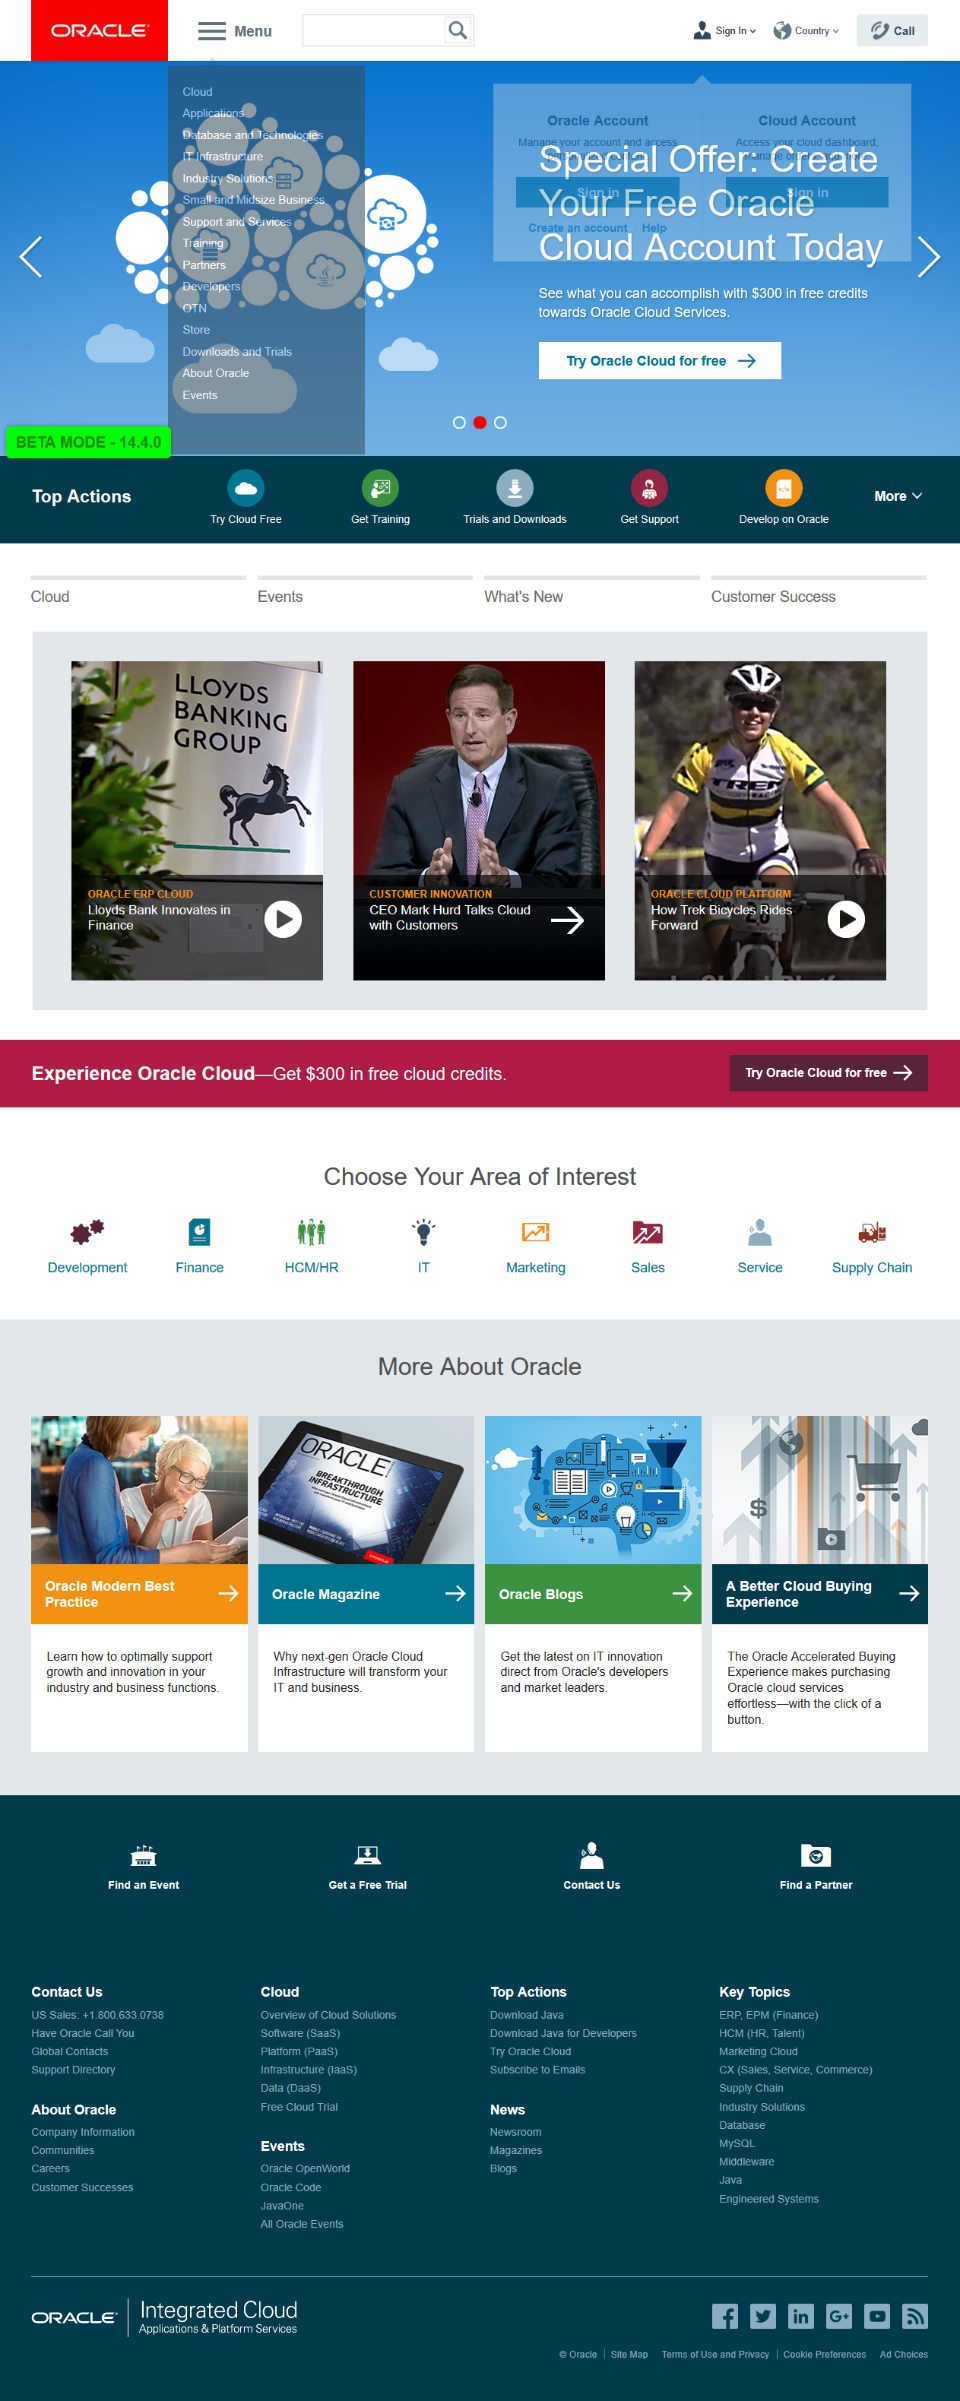 ORACLE
Menu
Sign In
Country
Call
Cloud
Applications
Database and Technologies
IT Infrastructure
Industry Solutions
Small and Midsize Business
Support and Services
Training
Partners
Developers
OTN
Store
Downloads and Trials
About Oracle
Events
Oracle Account
Manage your account and access
Sign in
Create an account
Help
Cloud Account
Access your cloud dashboard,
Sign in
Special Offer: Create
Your Free Oracle
Cloud Account Today
See what you can accomplish with $300 in free credits
towards Oracle Cloud Services.
Try Oracle Cloud for free
BETA MODE - 14.4.0
Top Actions
Try Cloud Free
Get Training
Trials and Downloads
Get Support
Develop on Oracle
More
Cloud
Events
What's New
Customer Success
LLOYDS
BANKING
GROUP
TREK
ORACLE ERP CLOUD
Lloyds Bank Innovates in
Finance
CUSTOMER INNOVATION
CEO Mark Hurd Talks Cloud
with Customers
ORACLE CLOUD PLATFORM
How Trek Bicycles Rides
Forward
Experience Oracle Cloud—Get $300 in free cloud credits.
Try Oracle Cloud for free
Choose Your Area of Interest
Development
Finance
HCM/HR
IT
Marketing
Sales
Service
Supply Chain
More About Oracle
ORACLE
BREAKTHROUGH
INFRASTRUCTURE
Oracle Modern Best
Practice
Oracle Magazine
Oracle Blogs
A Better Cloud Buying
Experience
Learn how to optimally support
growth and innovation in your
industry and business functions.
Why next-gen Oracle Cloud
Infrastructure will transform your
IT and business.
Get the latest on IT innovation
direct from Oracle's developers
and market leaders.
The Oracle Accelerated Buying
Experience makes purchasing
Oracle cloud services
effortless—with the click of a
button.
Find an Event
Get a Free Trial
Contact Us
Find a Partner
Contact Us
US Sales: +1.800.633.0738
Have Oracle Call You
Global Contacts
Support Directory
About Oracle
Company Information
Communities
Careers
Customer Successes
Cloud
Overview of Cloud Solutions
Software (SaaS)
Platform (PaaS)
Infrastructure (IaaS)
Data (DaaS)
Free Cloud Trial
Events
Oracle OpenWorld
Oracle Code
JavaOne
All Oracle Events
Top Actions
Download Java
Download Java for Developers
Try Oracle Cloud
Subscribe to Emails
News
Newsroom
Magazines
Blogs
Key Topics
ERP, EPM (Finance)
HCM (HR, Talent)
Marketing Cloud
CX (Sales, Service, Commerce)
Supply Chain
Industry Solutions
Database
MySQL
Middleware
Java
Engineered Systems
ORACLE
Integrated Cloud
Applications & Platform Services
© Oracle
Site Map
Terms of Use and Privacy
Cookie Preferences
Ad Choices